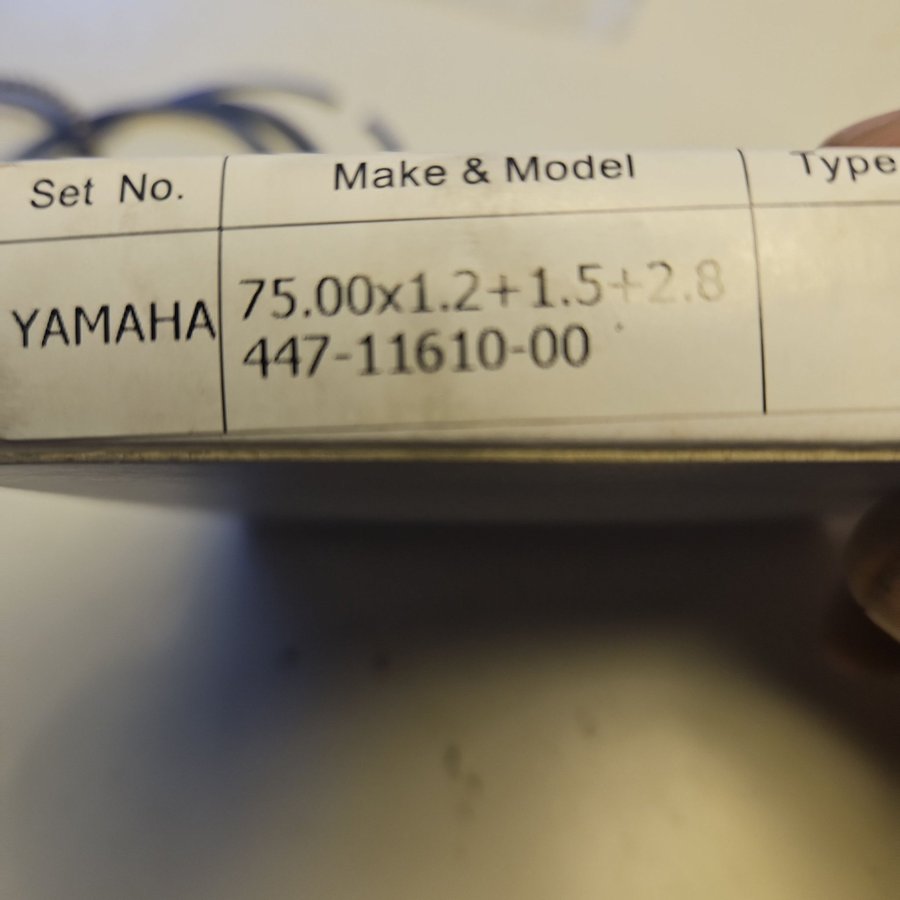 Set No. Make & Model Type
YAMAHA 75.00x1.2+1.5+2.8
447-11610-00